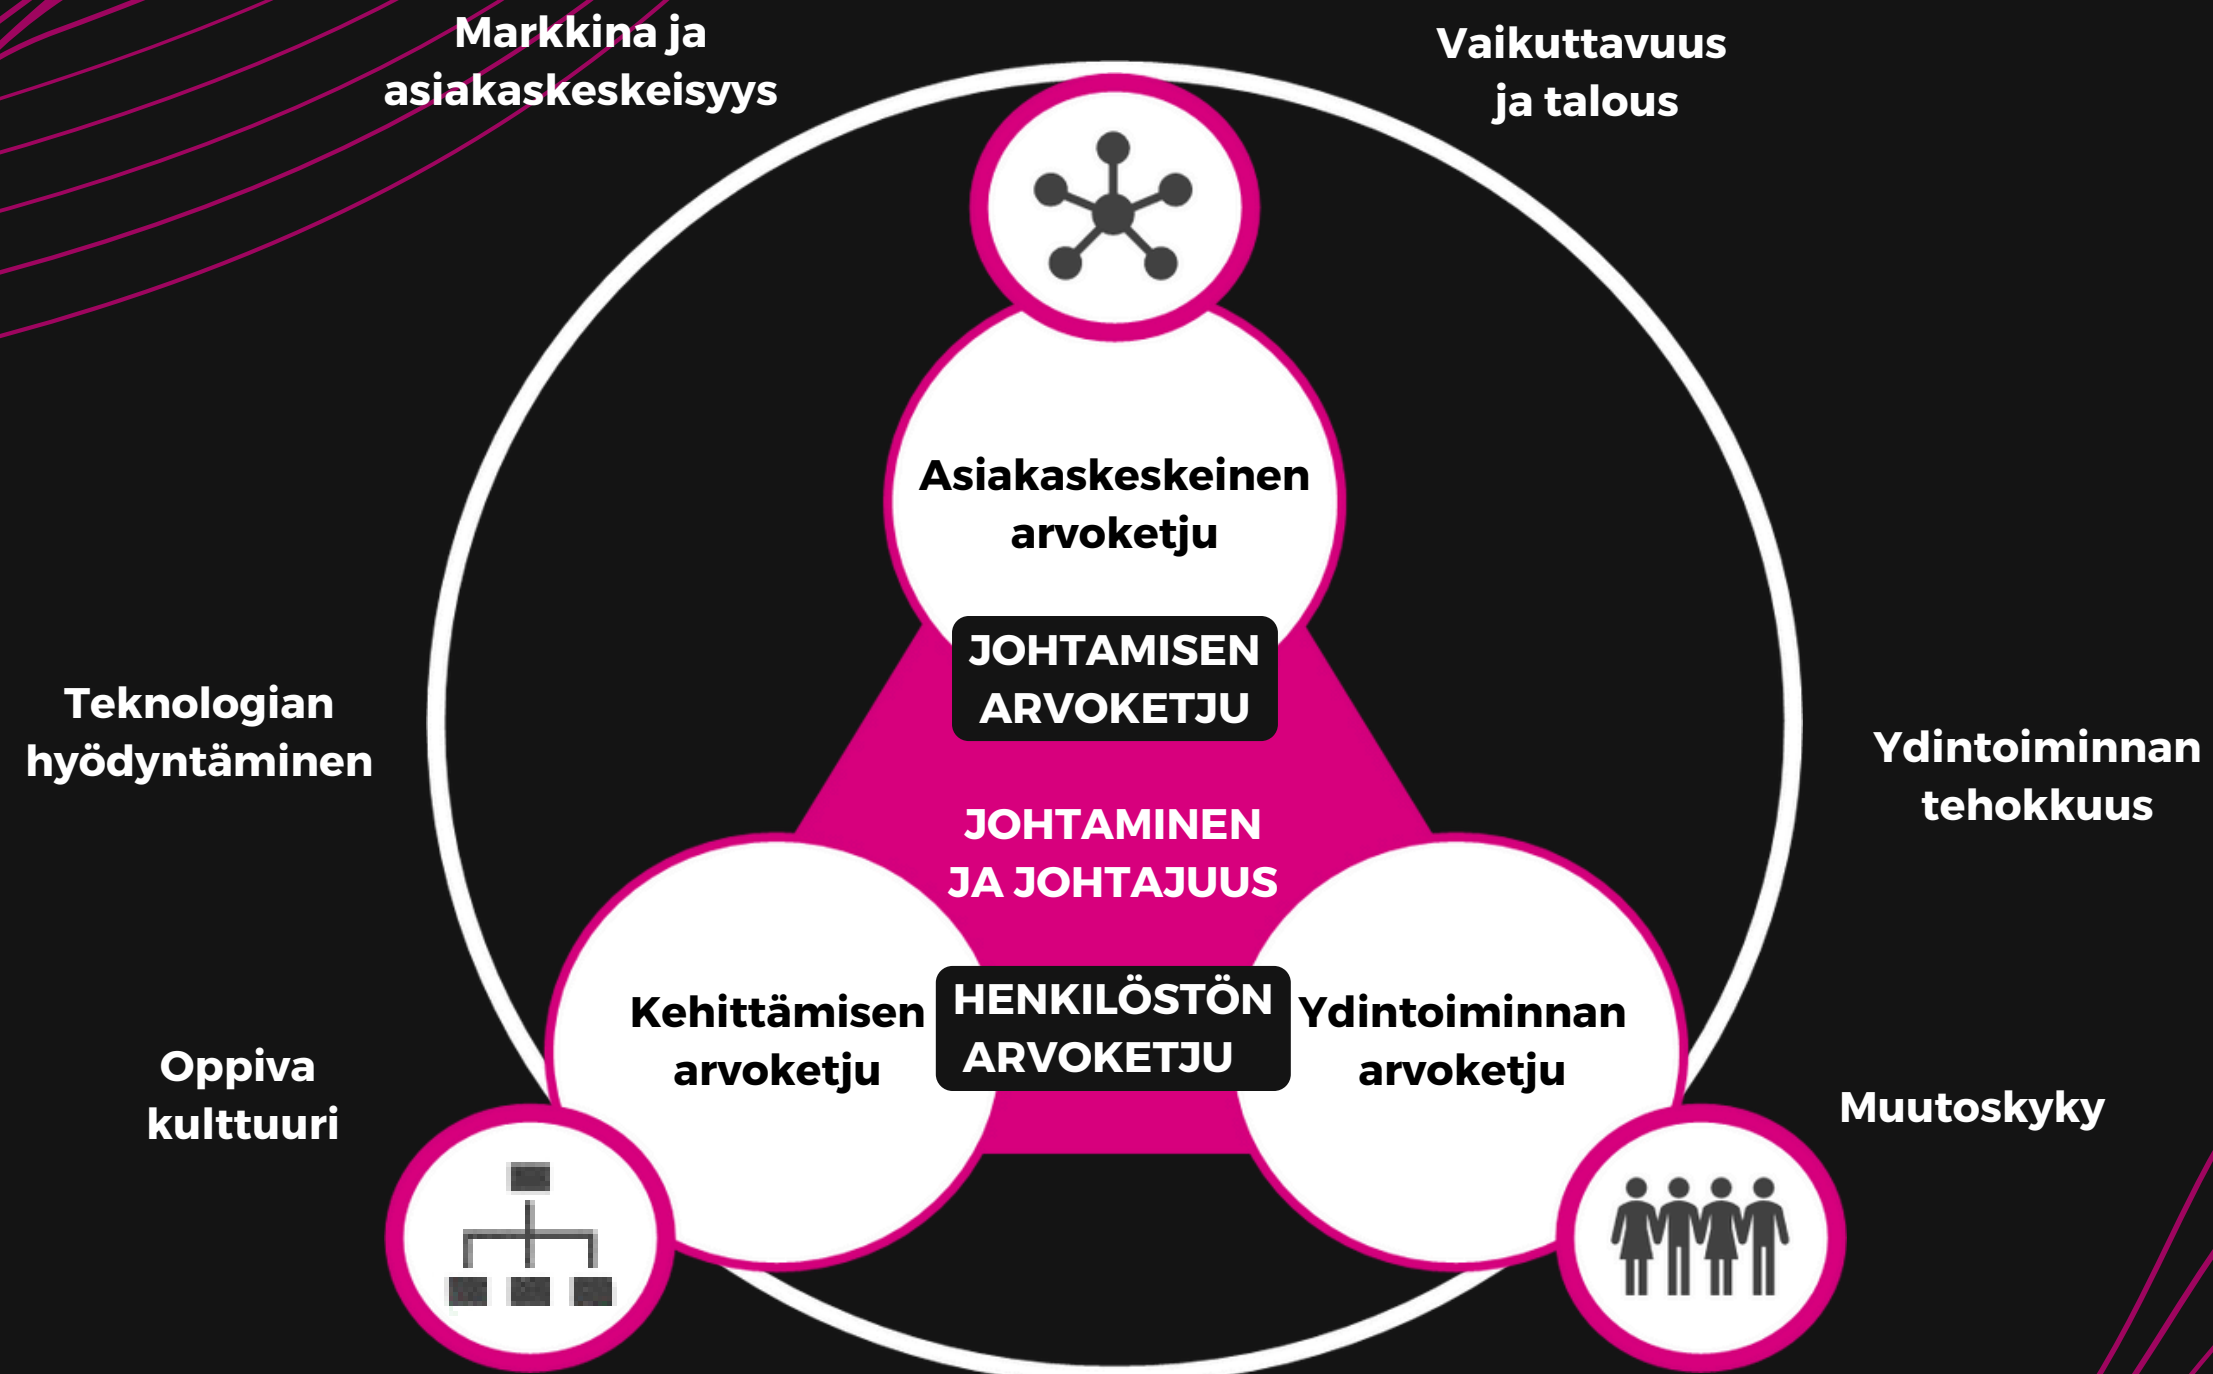 Markkina ja
asiakaskeskeisyys
Vaikuttavuus
ja talous
Asiakaskeskeinen
arvoketju
JOHTAMISEN
ARVOKETJU
Teknologian
hyödyntäminen
Ydintoiminnan
tehokkuus
JOHTAMINEN
JA JOHTAJUUS
Kehittämisen
arvoketju
HENKILÖSTÖN
ARVOKETJU
Ydintoiminnan
arvoketju
Oppiva
kulttuuri
Muutoskyky